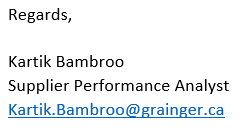 Regards,
Kartik Bambroo
Supplier Performance Analyst
Kartik.Bambroo@grainger.ca